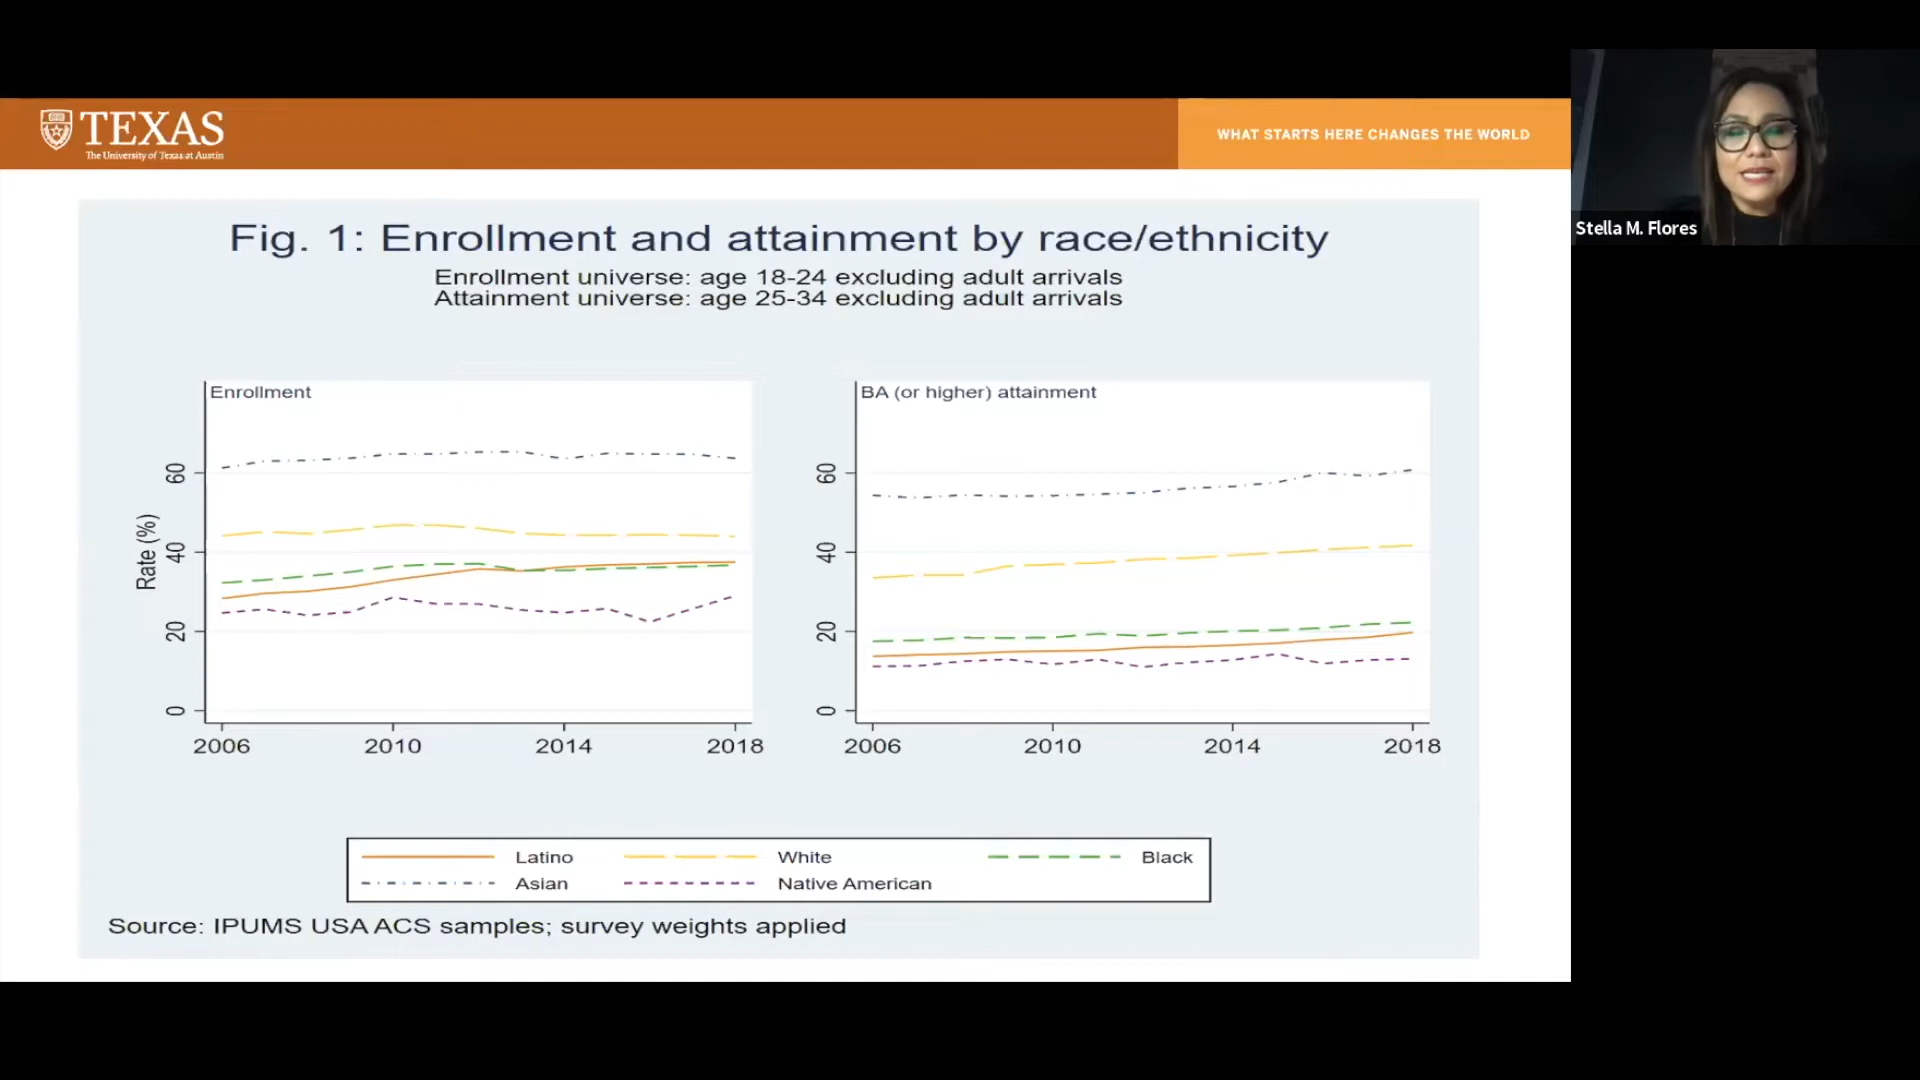 TEXAS
The University of Texas at Austin
WHAT STARTS HERE CHANGES THE WORLD
Stella M. Flores
Fig. 1: Enrollment and attainment by race/ethnicity
Enrollment universe: age 18-24 excluding adult arrivals
Attainment universe: age 25-34 excluding adult arrivals
Enrollment
Rate (%)
60
40
20
0
2006 2010 2014 2018
BA (or higher) attainment
60
40
20
0
2006 2010 2014 2018
Latino White Black
Asian Native American
Source: IPUMS USA ACS samples; survey weights applied